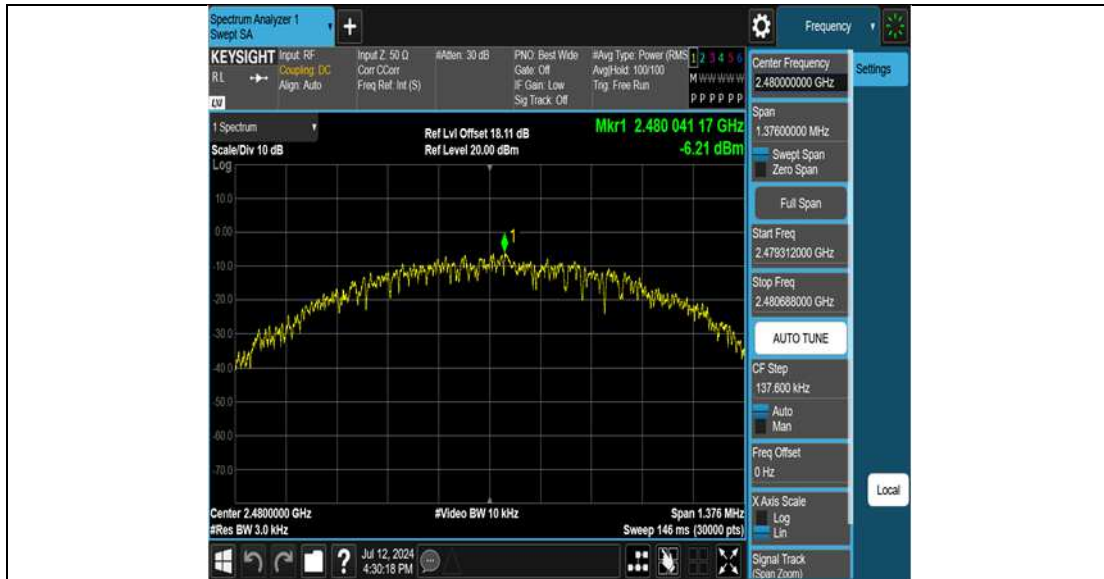 Spectrum Analyzer 1
Swept SA
+
Frequency
KEYSIGHT
RL
LXI
Input: RF
Coupling: DC
Align: Auto
Input Z: 50 Ω
Corr CCorr
Freq Ref: Int (S)
#Atten: 30 dB
PNO: Best Wide
Gate: Off
IF Gain: Low
Sig Track: Off
#Avg Type: Power (RMS
Avg|Hold: 100/100
Trig: Free Run
1 2 3 4 5 6
M W W W W W
P P P P P P
1 Spectrum
Scale/Div 10 dB
Log
Ref Lvl Offset 18.11 dB
Ref Level 20.00 dBm
Mkr1 2.480 041 17 GHz
-6.21 dBm
10.0
0.00
-10.0
-20.0
-30.0
-40.0
-50.0
-60.0
-70.0
1
Center 2.4800000 GHz
#Res BW 3.0 kHz
#Video BW 10 kHz
Span 1.376 MHz
Sweep 146 ms (30000 pts)
?
Jul 12, 2024
4:30:18 PM
Center Frequency
2.480000000 GHz
Span
1.37600000 MHz
Swept Span
Zero Span
Full Span
Start Freq
2.479312000 GHz
Stop Freq
2.480688000 GHz
AUTO TUNE
CF Step
137.600 kHz
Auto
Man
Freq Offset
0 Hz
X Axis Scale
Log
Lin
Signal Track
(Span Zoom)
Settings
Local